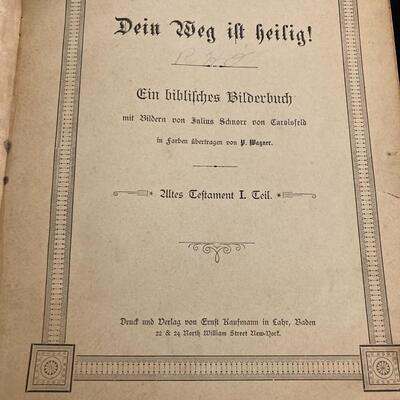 Dein Weg ist heilig!
Ein biblisches Bilderbuch
mit Bildern von Julius Schnorr von Carolsfeld
in Farben übertragen von P. Wagner.
Altes Testament I. Teil.
Druck und Verlag von Ernst Kaufmann in Lahr, Baden
22 & 24 North William Street New-York.